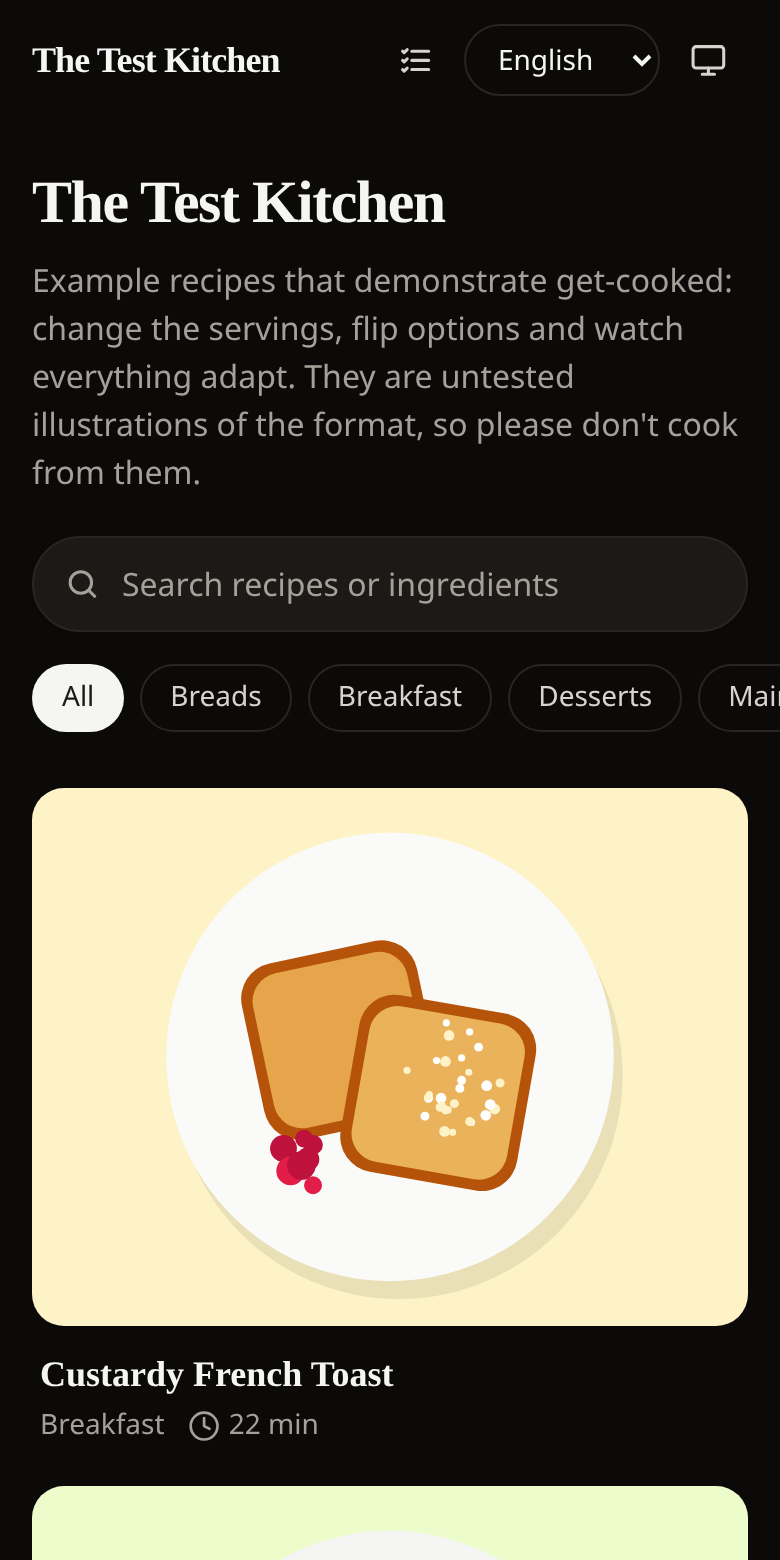 The Test Kitchen
English
The Test Kitchen
Example recipes that demonstrate get-cooked:
change the servings, flip options and watch
everything adapt. They are untested
illustrations of the format, so please don't cook
from them.
Search recipes or ingredients
All
Breads
Breakfast
Desserts
Custardy French Toast
Breakfast
22 min